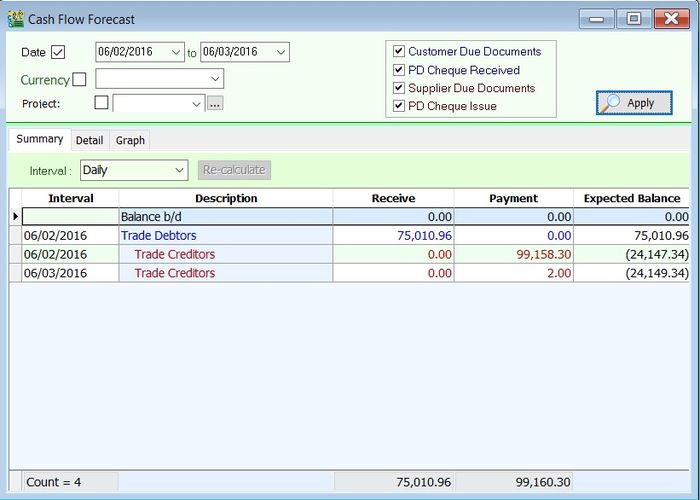 Cash Flow Forecast
Date 06/02/2016 to 06/03/2016
Currency
Project: ...
Customer Due Documents
PD Cheque Received
Supplier Due Documents
PD Cheque Issue
Apply
Summary Detail Graph
Interval : Daily Re-calculate
Interval Description Receive Payment Expected Balance
Balance b/d 0.00 0.00 0.00
06/02/2016 Trade Debtors 75,010.96 0.00 75,010.96
06/02/2016 Trade Creditors 0.00 99,158.30 (24,147.34)
06/03/2016 Trade Creditors 0.00 2.00 (24,149.34)
Count = 4 75,010.96 99,160.30